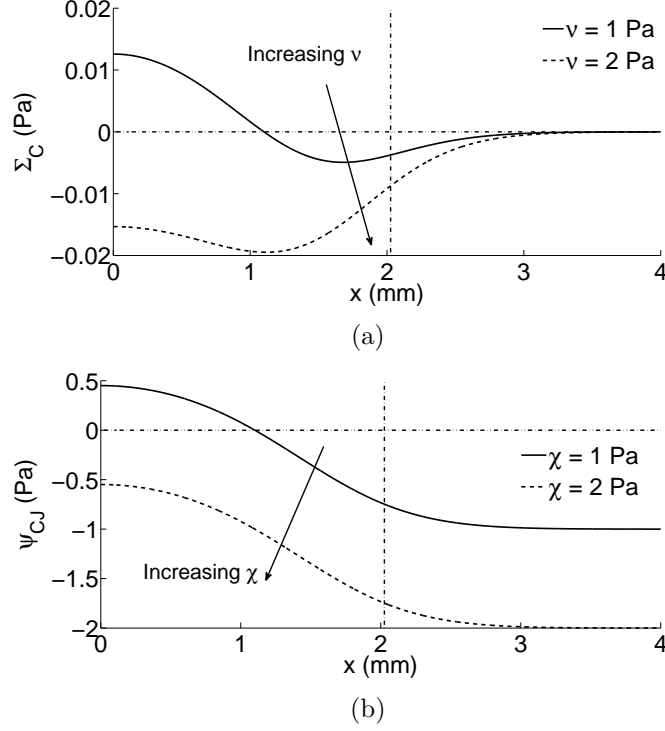 0.02
0.01
0
−0.01
−0.02
Σ_C (Pa)
Increasing ν
ν = 1 Pa
ν = 2 Pa
0 1 2 3 4
x (mm)
(a)
0.5
0
−0.5
−1
−1.5
−2
Ψ_CJ (Pa)
Increasing χ
χ = 1 Pa
χ = 2 Pa
0 1 2 3 4
x (mm)
(b)